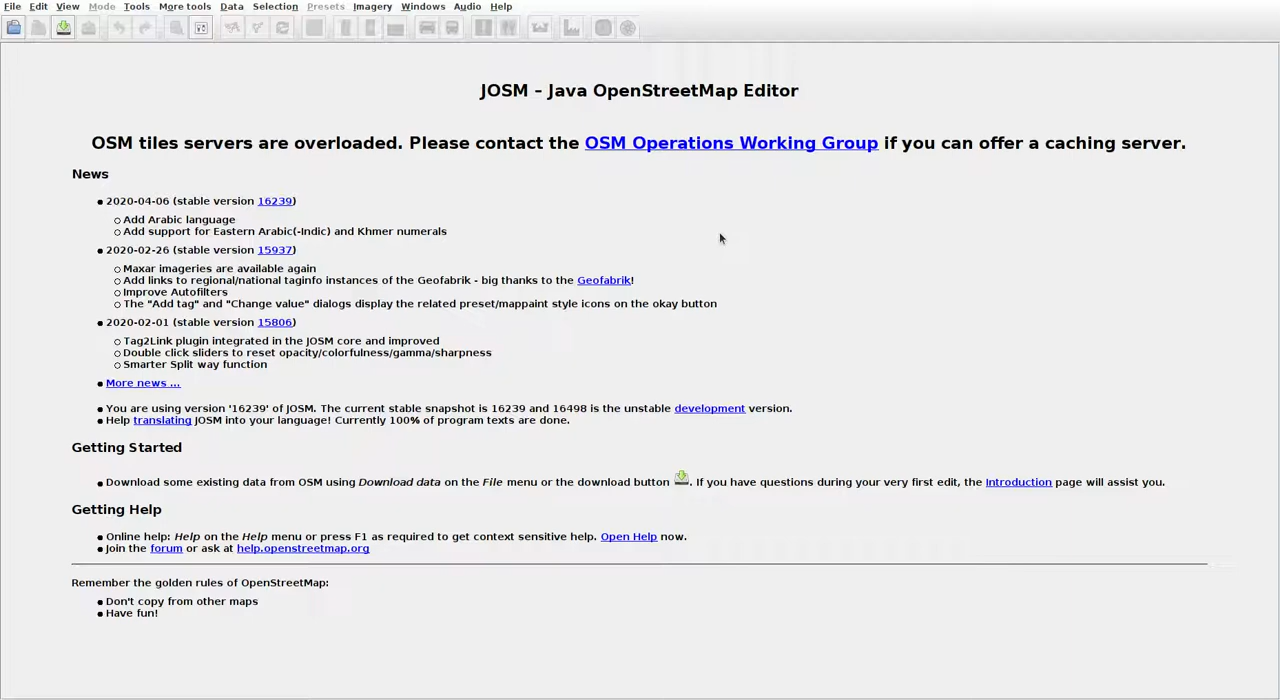 File Edit View Mode Tools More tools Data Selection Presets Imagery Windows Audio Help
JOSM – Java OpenStreetMap Editor
OSM tiles servers are overloaded. Please contact the OSM Operations Working Group if you can offer a caching server.
News
2020-04-06 (stable version 16239)
Add Arabic language
Add support for Eastern Arabic(-Indic) and Khmer numerals
2020-02-26 (stable version 15937)
Maxar imageries are available again
Add links to regional/national taginfo instances of the Geofabrik - big thanks to the Geofabrik!
Improve Autofilters
The "Add tag" and "Change value" dialogs display the related preset/mappaint style icons on the okay button
2020-02-01 (stable version 15806)
Tag2Link plugin integrated in the JOSM core and improved
Double click sliders to reset opacity/colorfulness/gamma/sharpness
Smarter Split way function
More news ...
You are using version '16239' of JOSM. The current stable snapshot is 16239 and 16498 is the unstable development version.
Help translating JOSM into your language! Currently 100% of program texts are done.
Getting Started
Download some existing data from OSM using Download data on the File menu or the download button . If you have questions during your very first edit, the Introduction page will assist you.
Getting Help
Online help: Help on the Help menu or press F1 as required to get context sensitive help. Open Help now.
Join the forum or ask at help.openstreetmap.org
Remember the golden rules of OpenStreetMap:
Don't copy from other maps
Have fun!